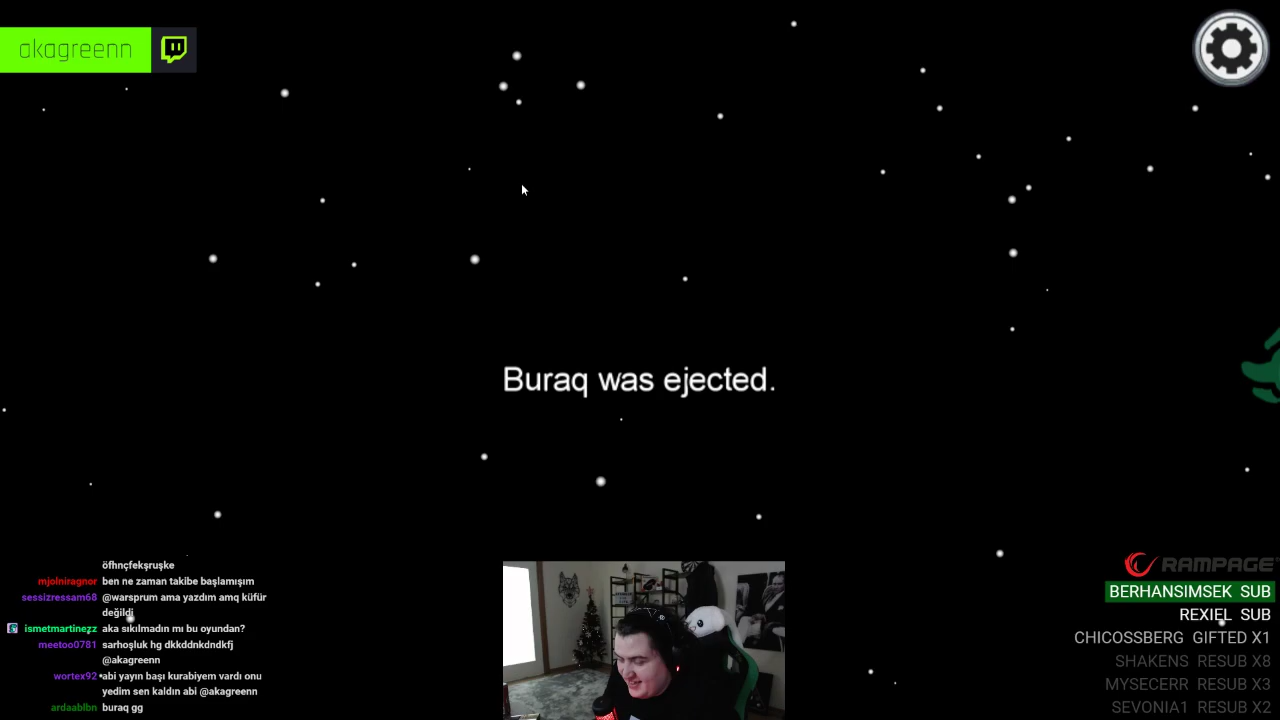 akagreenn
Buraq was ejected.
öfhnçfekşruşke
mjolniragnor ben ne zaman takibe başlamışım
sessizressam68 @warsprum ama yazdım amq küfür
değildi
ismetmartinezz aka sıkılmadın mı bu oyundan?
meetoo0781 sarhoşluk hg dkkddnkdndkfj
@akagreenn
wortex92 abi yayın başı kurabiyem vardı onu
yedim sen kaldın abi @akagreenn
ardaablbn buraq gg
RAMPAGE
BERHANSIMSEK SUB
REXIEL SUB
CHICOSSBERG GIFTED X1
SHAKENS RESUB X8
MYSECERR RESUB X3
SEVONIA1 RESUB X2